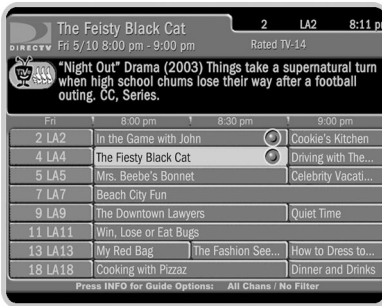 The Feisty Black Cat 2 LA2 8:11 p
DIRECTV Fri 5/10 8:00 pm - 9:00 pm Rated TV-14
TiVo "Night Out" Drama (2003) Things take a supernatural turn
when high school chums lose their way after a football
outing. CC, Series.
Fri 8:00 pm 8:30 pm 9:00 pm
2 LA2 In the Game with John Cookie's Kitchen
4 LA4 The Fiesty Black Cat Driving with The...
5 LA5 Mrs. Beebe's Bonnet Celebrity Vacati...
7 LA7 Beach City Fun
9 LA9 The Downtown Lawyers Quiet Time
11 LA11 Win, Lose or Eat Bugs
13 LA13 My Red Bag The Fashion See... How to Dress to...
18 LA18 Cooking with Pizzaz Dinner and Drinks
Press INFO for Guide Options: All Chans / No Filter